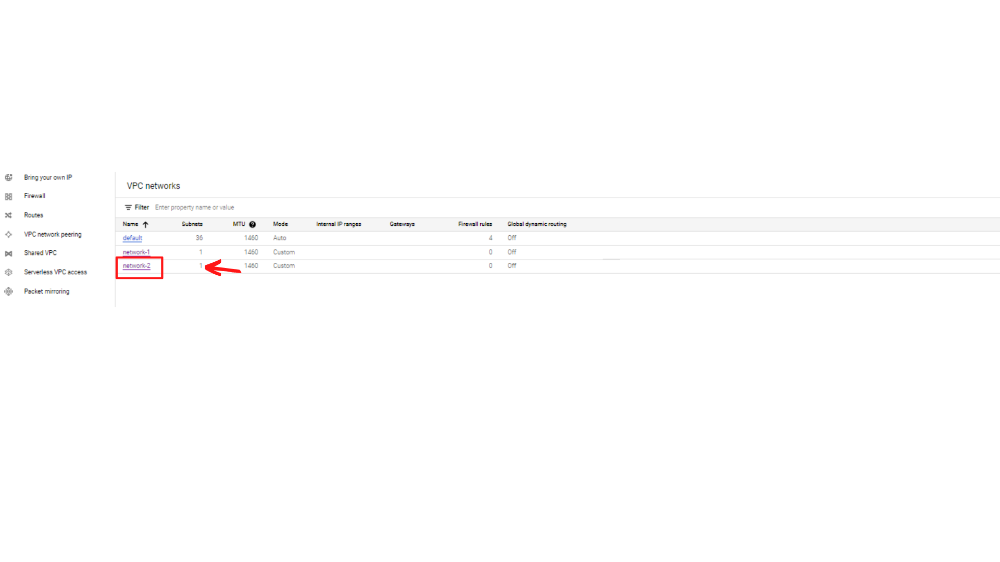 Bring your own IP
Firewall
Routes
VPC network peering
Shared VPC
Serverless VPC access
Packet mirroring
VPC networks
Filter Enter property name or value
Name Subnets MTU ? Mode Internal IP ranges Gateways Firewall rules Global dynamic routing
default 36 1460 Auto 4 Off
network-1 1 1460 Custom 0 Off
network-2 1 1460 Custom 0 Off